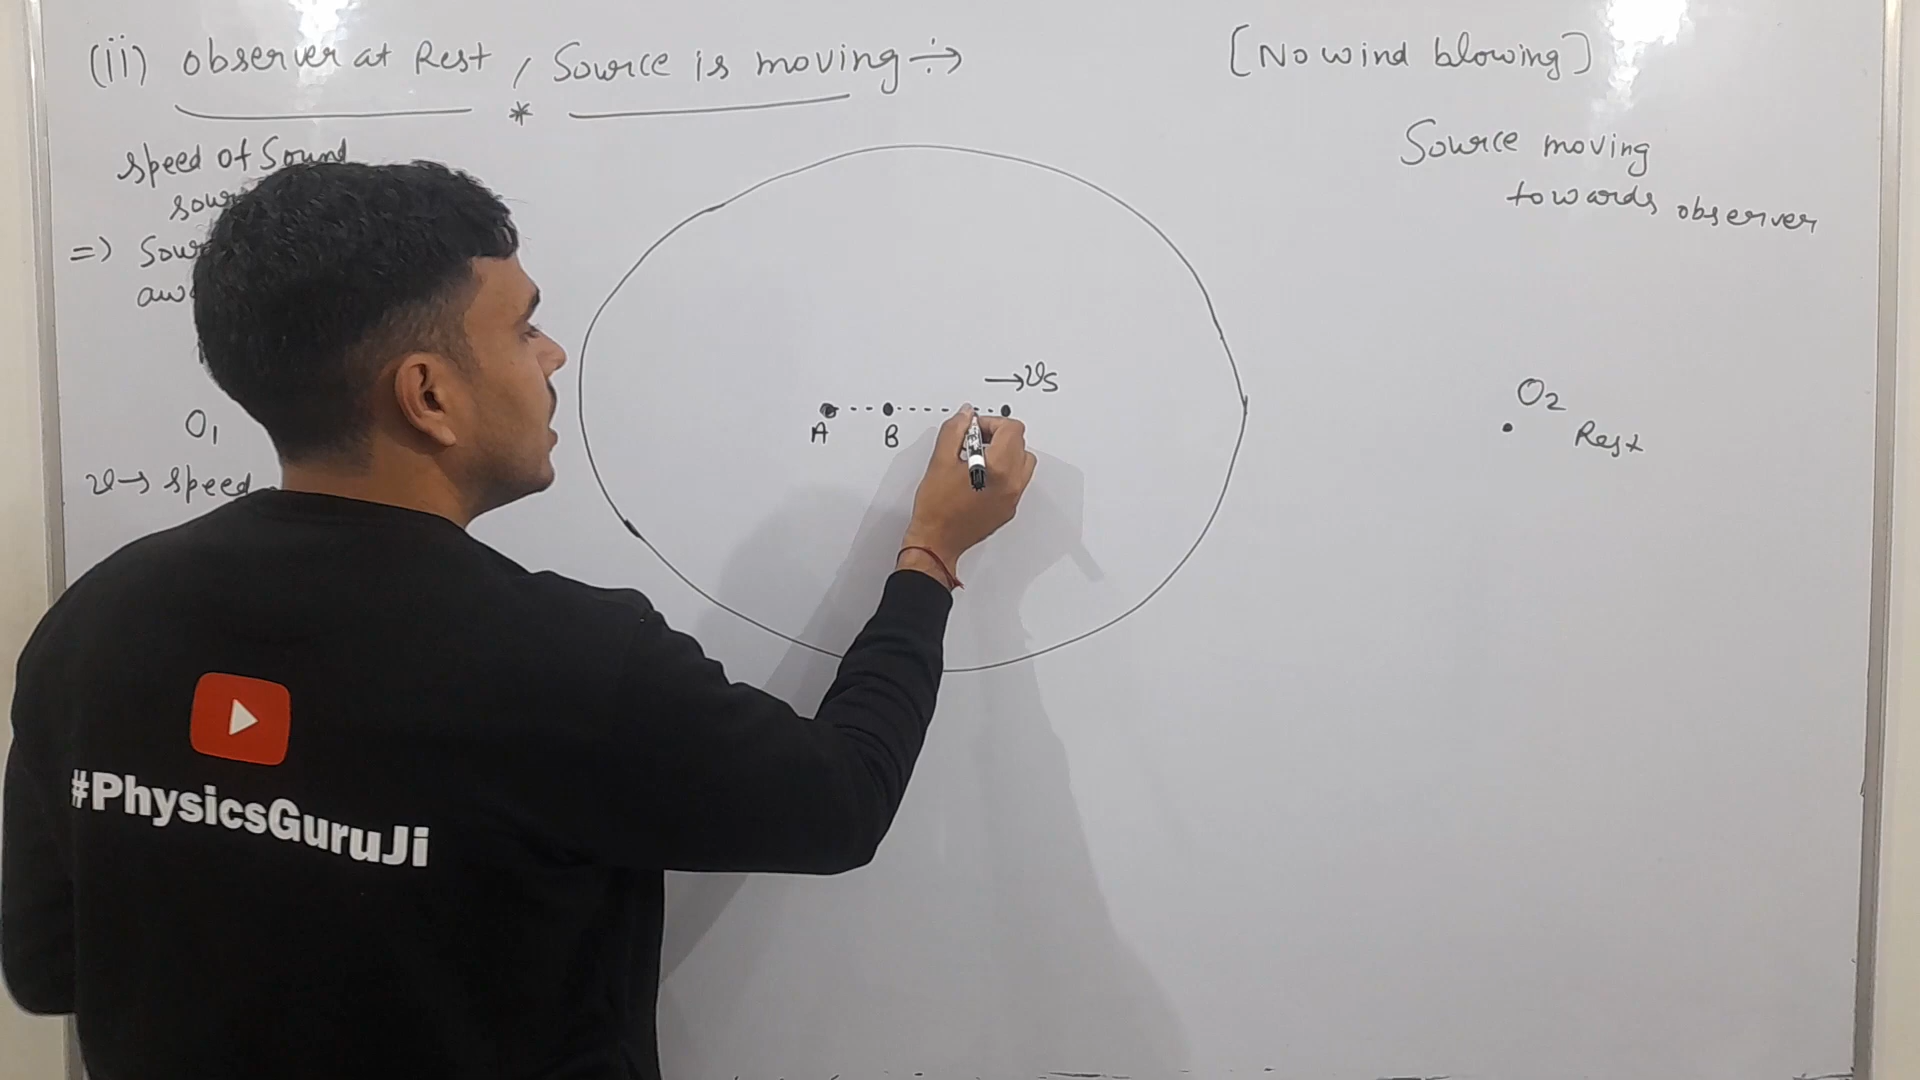 (ii) Observer at Rest, Source is moving ÷→
*
[No wind blowing]
Speed of Sound
=)
Source moving
towards observer
→vs
A B
O1
v→ speed
O2
Rest
#PhysicsGuruJi